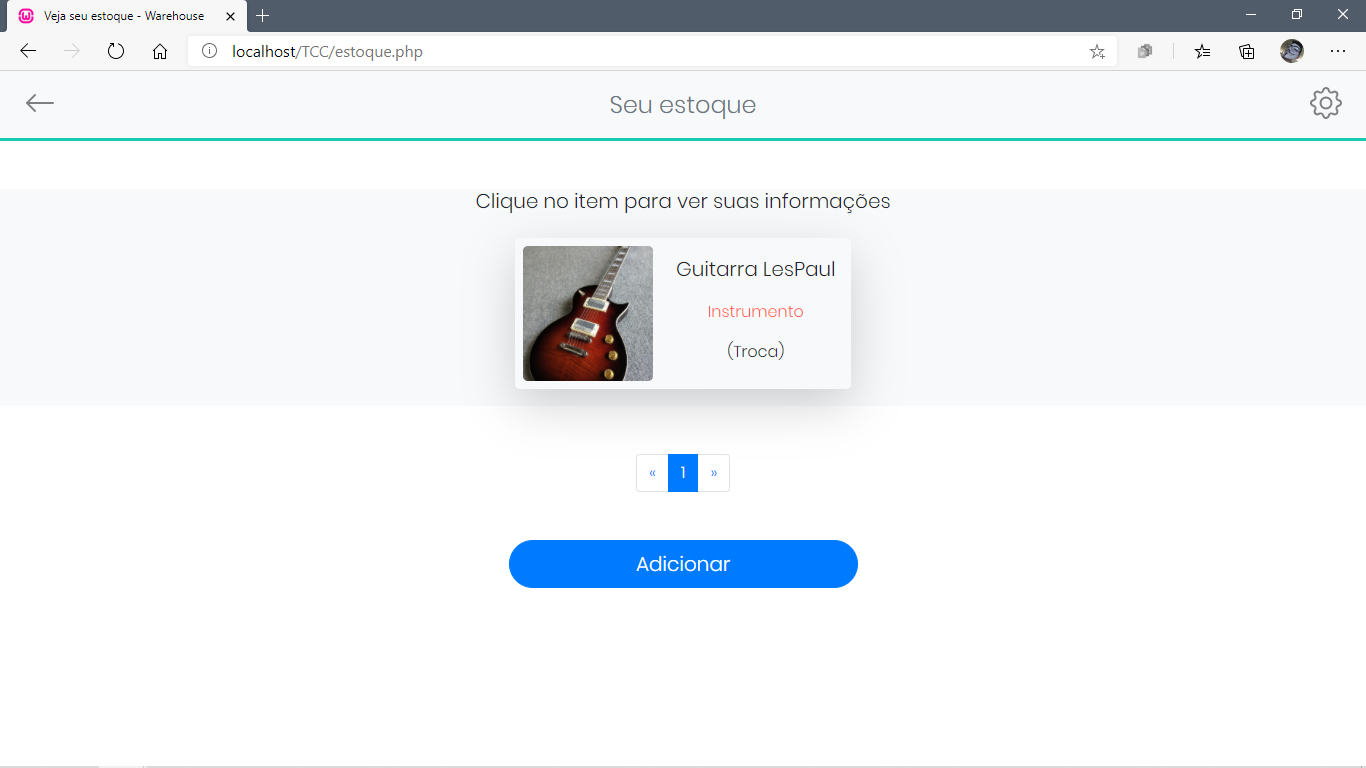 Veja seu estoque - Warehouse
localhost/TCC/estoque.php
Seu estoque
Clique no item para ver suas informações
Guitarra LesPaul
Instrumento
(Troca)
« 1 »
Adicionar